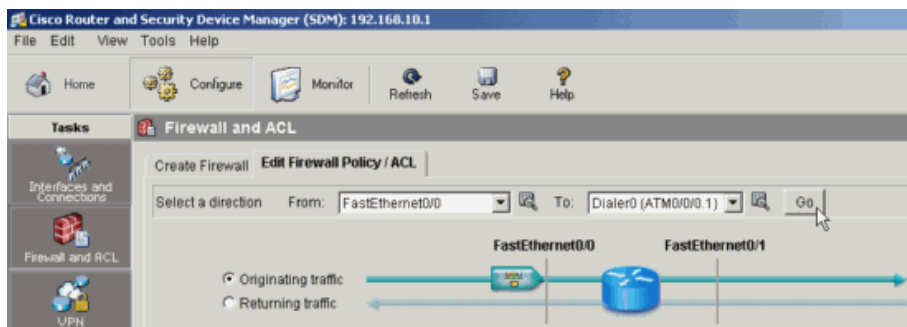 Cisco Router and Security Device Manager (SDM): 192.168.10.1
File Edit View Tools Help
Home Configure Monitor Refresh Save Help
Tasks Firewall and ACL
Create Firewall Edit Firewall Policy / ACL
Interfaces and
Connections
Select a direction From: FastEthernet0/0 To: Dialer0 (ATM0/0/0.1) Go
FastEthernet0/0 FastEthernet0/1
Firewall and ACL
Originating traffic
Returning traffic
VPN